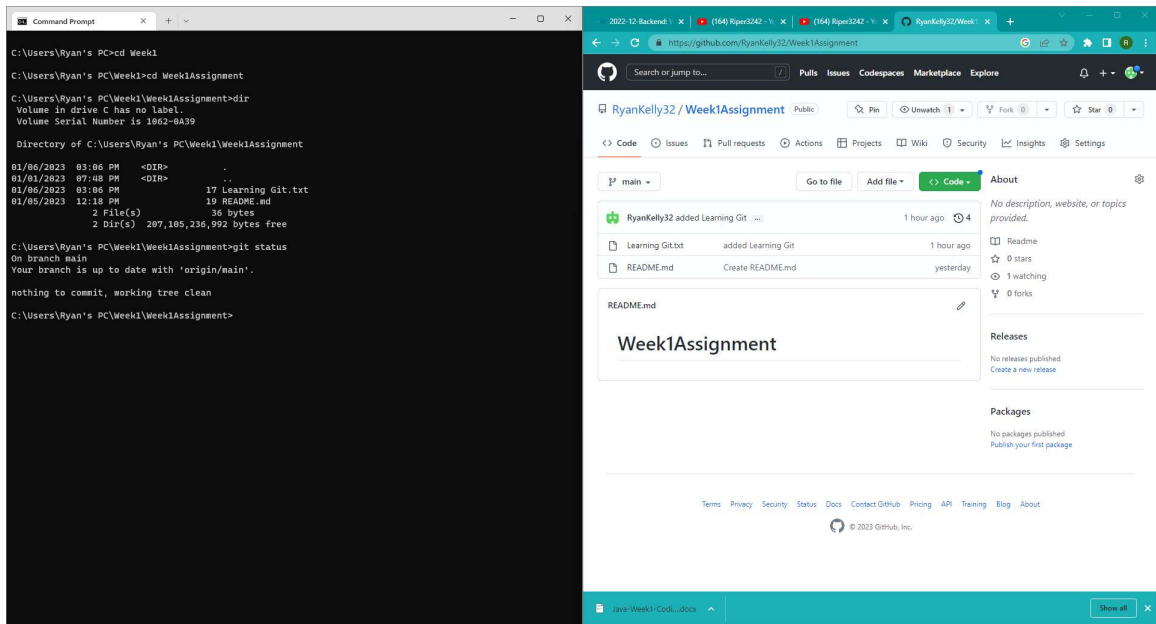 Command Prompt
C:\Users\Ryan's PC>cd Week1
C:\Users\Ryan's PC\Week1>cd Week1Assignment
C:\Users\Ryan's PC\Week1\Week1Assignment>dir
Volume in drive C has no label.
Volume Serial Number is 1062-0A39
Directory of C:\Users\Ryan's PC\Week1\Week1Assignment
01/06/2023 03:06 PM <DIR> .
01/01/2023 07:48 PM <DIR> ..
01/06/2023 03:06 PM 17 Learning Git.txt
01/05/2023 12:18 PM 19 README.md
2 File(s) 36 bytes
2 Dir(s) 207,105,236,992 bytes free
C:\Users\Ryan's PC\Week1\Week1Assignment>git status
On branch main
Your branch is up to date with 'origin/main'.
nothing to commit, working tree clean
C:\Users\Ryan's PC\Week1\Week1Assignment>
2022-12-Backend: (164) Riper3242 - (164) Riper3242 - RyanKelly32/Week1
https://github.com/RyanKelly32/Week1Assignment
Search or jump to... / Pulls Issues Codespaces Marketplace Explore
RyanKelly32 / Week1Assignment Public Pin Unwatch 1 Fork 0 Star 0
Code Issues Pull requests Actions Projects Wiki Security Insights Settings
main Go to file Add file Code
RyanKelly32 added Learning Git ... 1 hour ago 4
Learning Git.txt added Learning Git 1 hour ago
README.md Create README.md yesterday
README.md
Week1Assignment
About
No description, website, or topics
provided.
Readme
0 stars
1 watching
0 forks
Releases
No releases published
Create a new release
Packages
No packages published
Publish your first package
Terms Privacy Security Status Docs Contact GitHub Pricing API Training Blog About
© 2023 GitHub, Inc.
Java-Week1-Codi....docx Show all